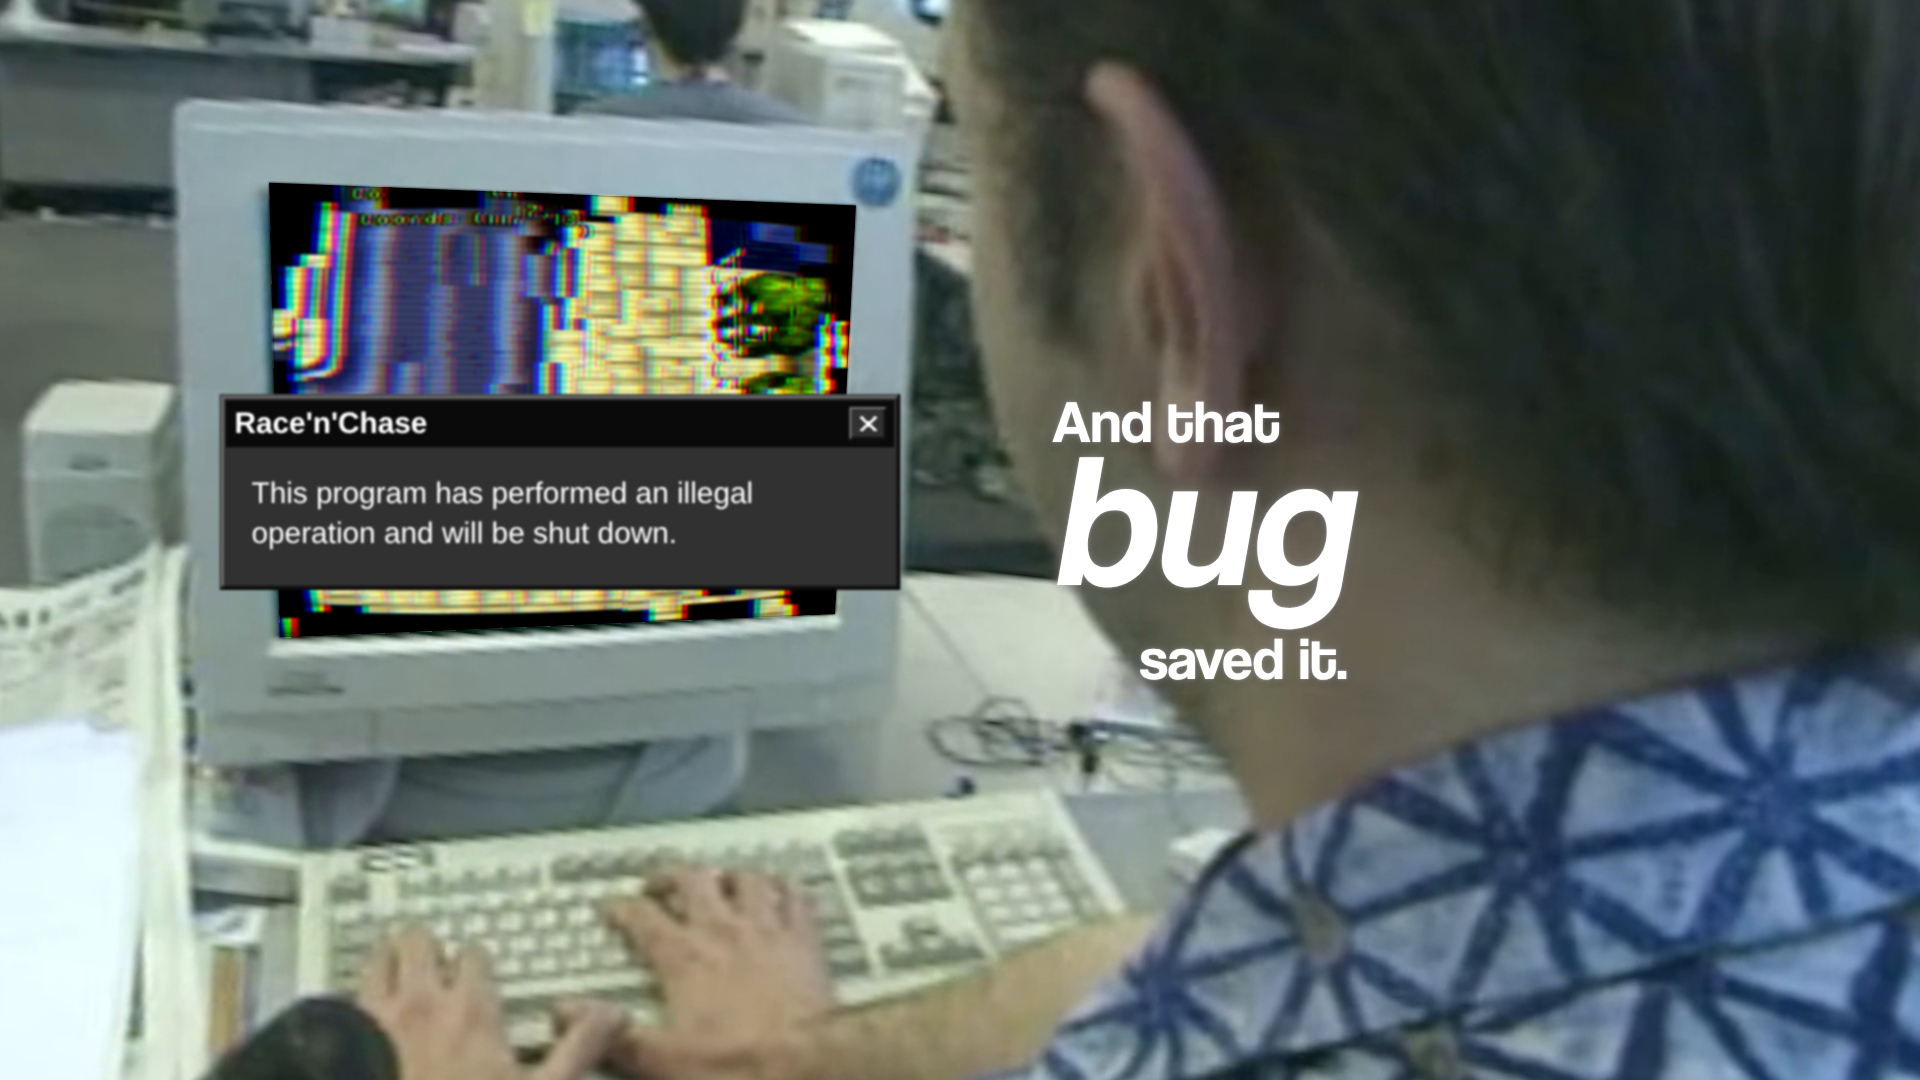 Race'n'Chase
This program has performed an illegal
operation and will be shut down.
And that
bug
saved it.